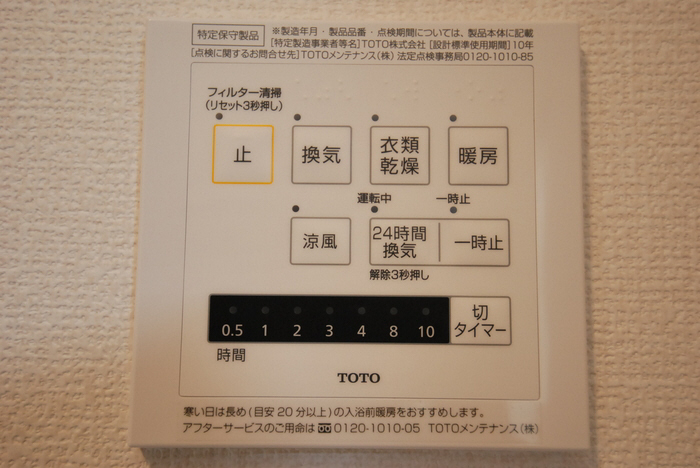 特定保守製品
※製造年月・製品品番・点検期間については、製品本体に記載
[特定製造事業者等名]TOTO株式会社 [設計標準使用期間]10年
[点検に関するお問合せ先]TOTOメンテナンス(株) 法定点検事務局0120-1010-85
フィルター清掃
(リセット3秒押し)
止
換気
衣類
乾燥
暖房
運転中
一時止
涼風
24時間
換気
一時止
解除3秒押し
0.5 1 2 3 4 8 10
切
タイマー
時間
TOTO
寒い日は長め(目安20分以上)の入浴前暖房をおすすめします。
アフターサービスのご用命は 0120-1010-05 TOTOメンテナンス(株)